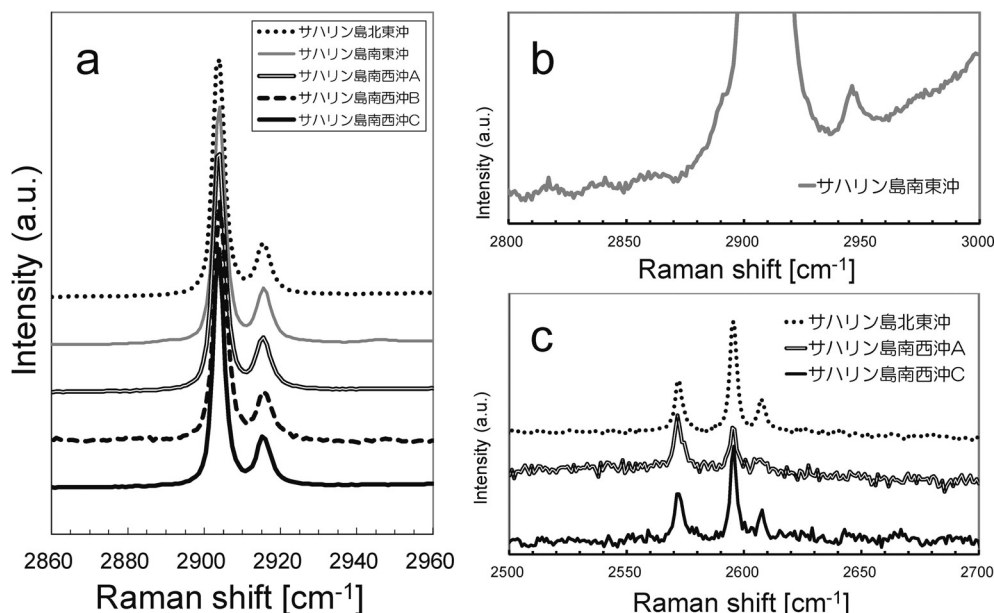 a
サハリン島北東沖
サハリン島南東沖
サハリン島南西沖A
サハリン島南西沖B
サハリン島南西沖C
Intensity (a.u.)
2860 2880 2900 2920 2940 2960
Raman shift [cm-1]
b
サハリン島南東沖
Intensity (a.u.)
2800 2850 2900 2950 3000
Raman shift [cm-1]
c
サハリン島北東沖
サハリン島南西沖A
サハリン島南西沖C
Intensity (a.u.)
2500 2550 2600 2650 2700
Raman shift [cm-1]